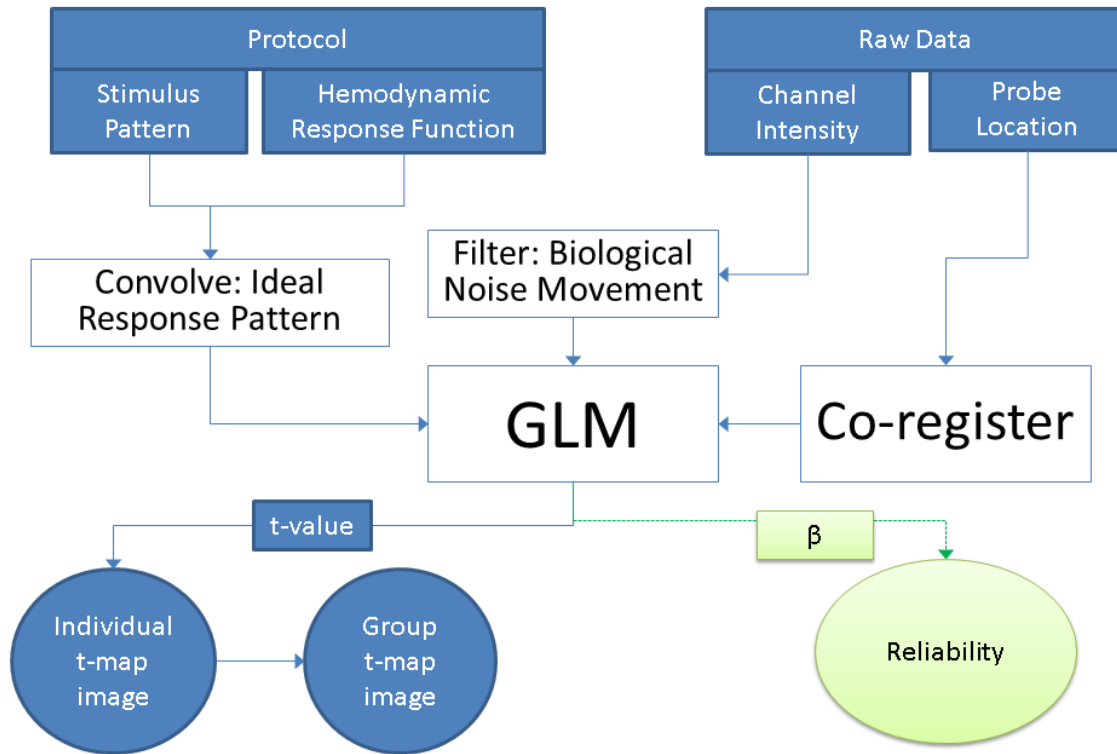 Protocol
Stimulus
Pattern
Hemodynamic
Response Function
Raw Data
Channel
Intensity
Probe
Location
Convolve: Ideal
Response Pattern
Filter: Biological
Noise Movement
GLM
Co-register
t-value
β
Individual
t-map
image
Group
t-map
image
Reliability